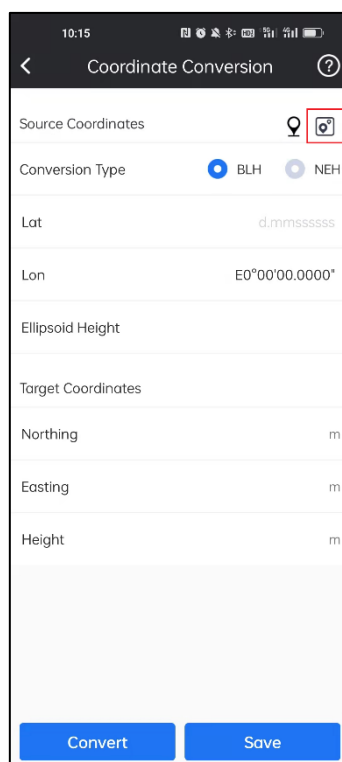 10:15
Coordinate Conversion ?
Source Coordinates
Conversion Type BLH NEH
Lat d.mmssssss
Lon E0°00'00.0000"
Ellipsoid Height
Target Coordinates
Northing m
Easting m
Height m
Convert Save